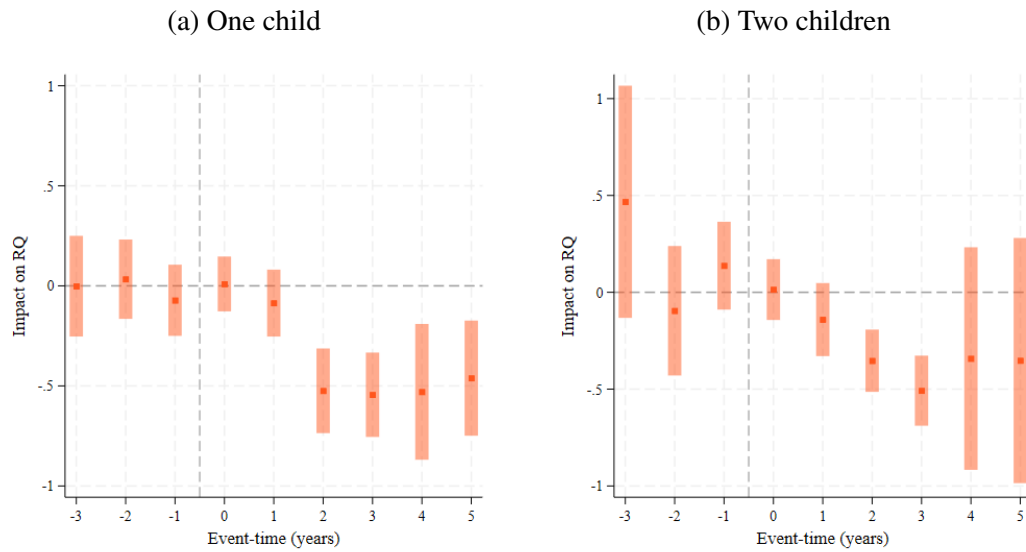 (a) One child
1
.5
0
-.5
-1
Impact on RQ
-3 -2 -1 0 1 2 3 4 5
Event-time (years)
(b) Two children
1
.5
0
-.5
-1
Impact on RQ
-3 -2 -1 0 1 2 3 4 5
Event-time (years)